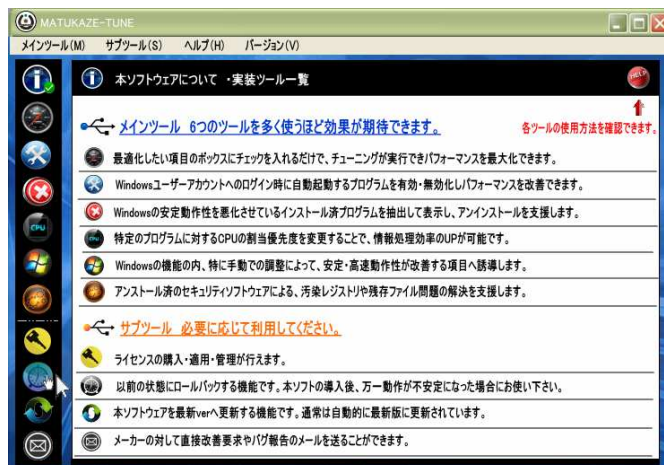 MATUKAZE-TUNE
メインツール(M) サブツール(S) ヘルプ(H) バージョン(V)
本ソフトウェアについて ・実装ツール一覧
HELP
メインツール 6つのツールを多く使うほど効果が期待できます。
各ツールの使用方法を確認できます。
最適化したい項目のボックスにチェックを入れるだけで、チューニングが実行できパフォーマンスを最大化できます。
Windowsユーザーアカウントへのログイン時に自動起動するプログラムを有効・無効化しパフォーマンスを改善できます。
Windowsの安定動作性を悪化させているインストール済プログラムを抽出して表示し、アンインストールを支援します。
CPU
CPU
特定のプログラムに対するCPUの割当優先度を変更することで、情報処理効率のUPが可能です。
Windowsの機能の内、特に手動での調整によって、安定・高速動作性が改善する項目へ誘導します。
アンストール済のセキュリティソフトウェアによる、汚染レジストリや残存ファイル問題の解決を支援します。
サブツール 必要に応じて利用してください。
ライセンスの購入・適用・管理が行えます。
以前の状態にロールバックする機能です。本ソフトの導入後、万一動作が不安定になった場合にお使い下さい。
本ソフトウェアを最新verへ更新する機能です。通常は自動的に最新版に更新されています。
メーカーの対して直接改善要求やバグ報告のメールを送ることができます。